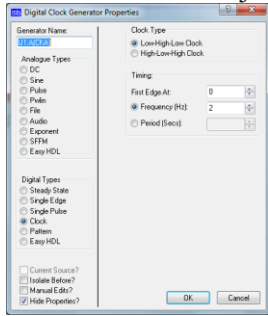 Digital Clock Generator Properties
Generator Name:
U1:A(CKA)
Analogue Types
DC
Sine
Pulse
Pwlin
File
Audio
Exponent
SFFM
Easy HDL
Digital Types
Steady State
Single Edge
Single Pulse
Clock
Pattern
Easy HDL
Current Source?
Isolate Before?
Manual Edits?
Hide Properties?
Clock Type
Low-High-Low Clock
High-Low-High Clock
Timing:
First Edge At: 0
Frequency (Hz): 2
Period (Secs):
OK Cancel